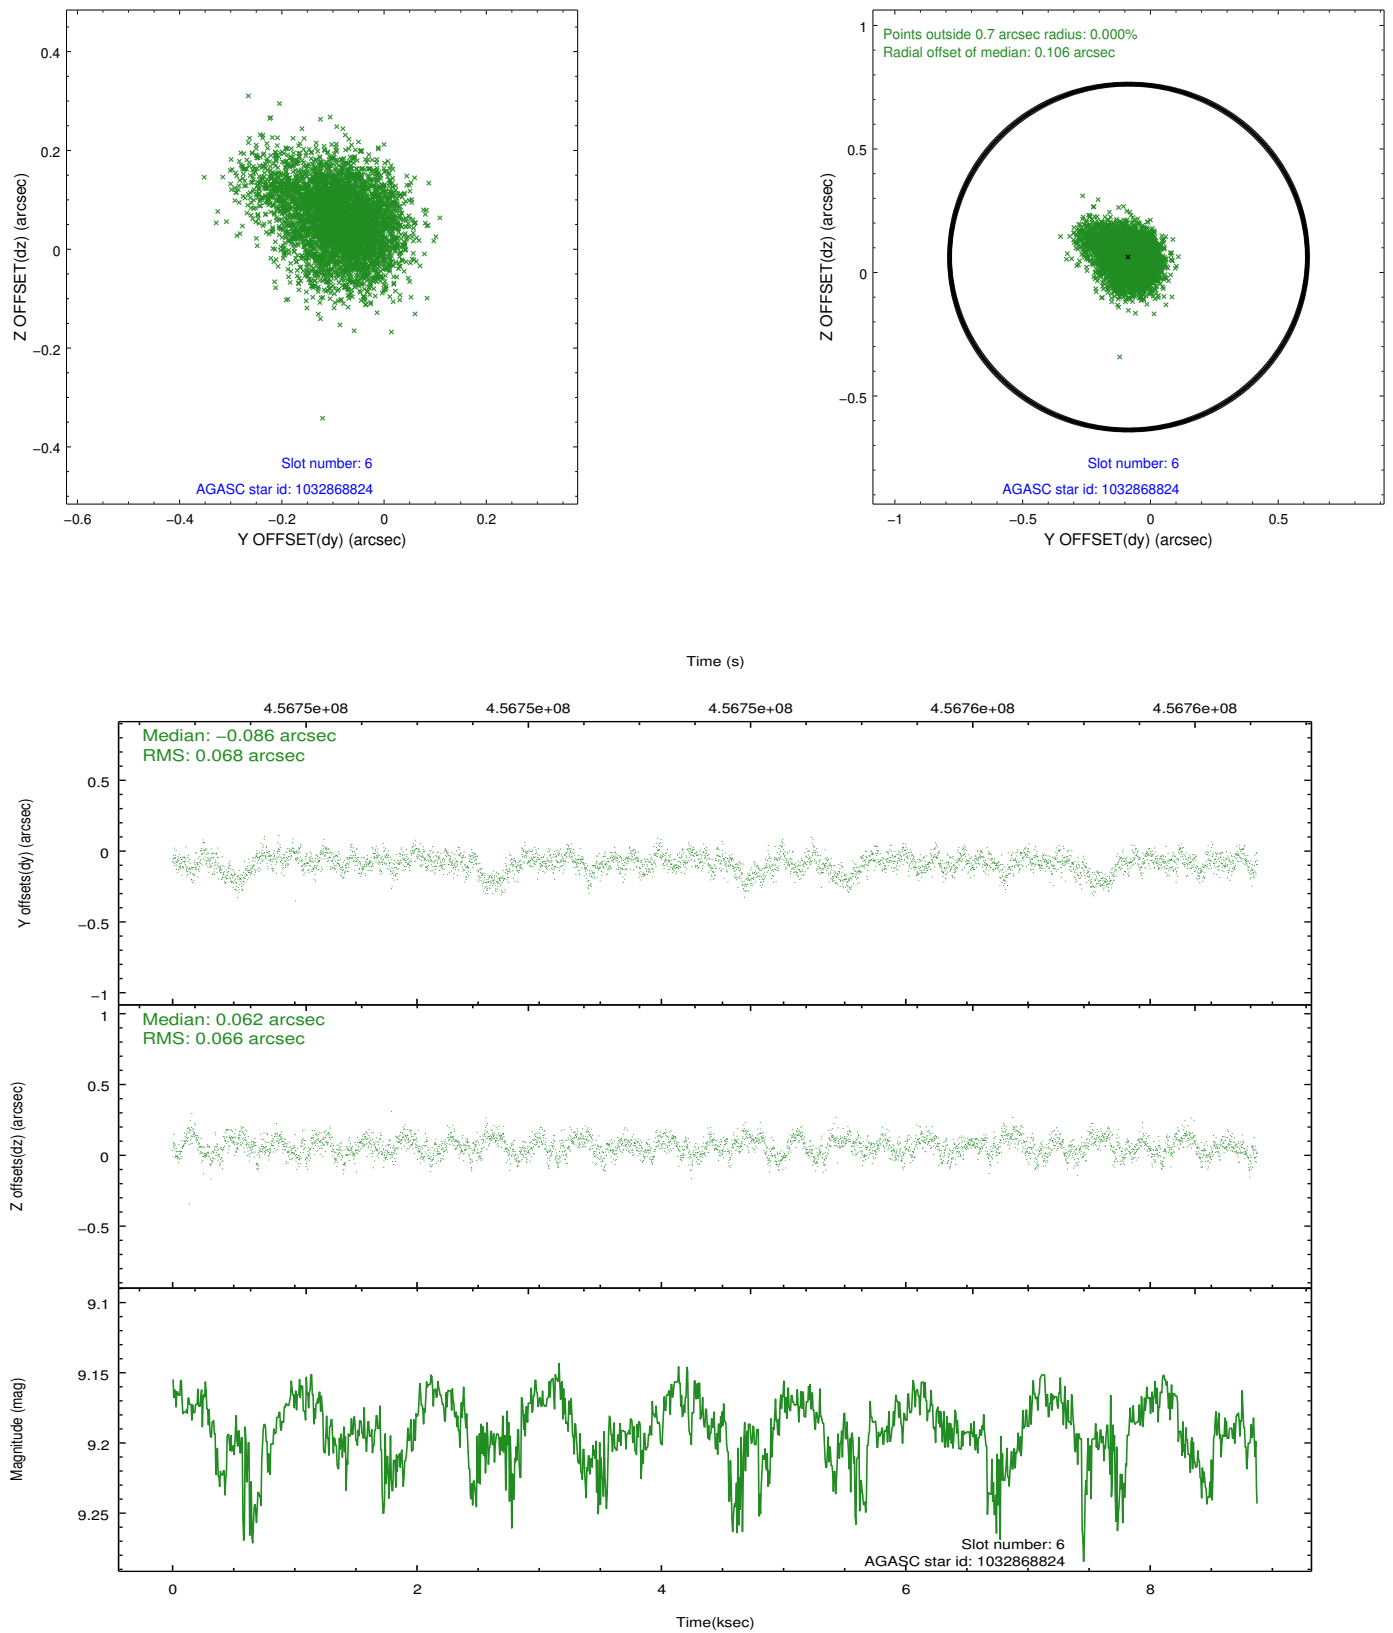 0.4
0.2
0
−0.2
−0.4
Z OFFSET(dz) (arcsec)
Slot number: 6
AGASC star id: 1032868824
−0.6 −0.4 −0.2 0 0.2
Y OFFSET(dy) (arcsec)
Points outside 0.7 arcsec radius: 0.000%
Radial offset of median: 0.106 arcsec
1
0.5
0
−0.5
Z OFFSET(dz) (arcsec)
Slot number: 6
AGASC star id: 1032868824
−1 −0.5 0 0.5
Y OFFSET(dy) (arcsec)
Time (s)
4.5675e+08 4.5675e+08 4.5675e+08 4.5676e+08 4.5676e+08
Median: −0.086 arcsec
RMS: 0.068 arcsec
0.5
0
−0.5
−1
Y offsets(dy) (arcsec)
Median: 0.062 arcsec
RMS: 0.066 arcsec
1
0.5
0
−0.5
Z offsets(dz) (arcsec)
9.1
9.15
9.2
9.25
Magnitude (mag)
Slot number: 6
AGASC star id: 1032868824
0 2 4 6 8
Time(ksec)